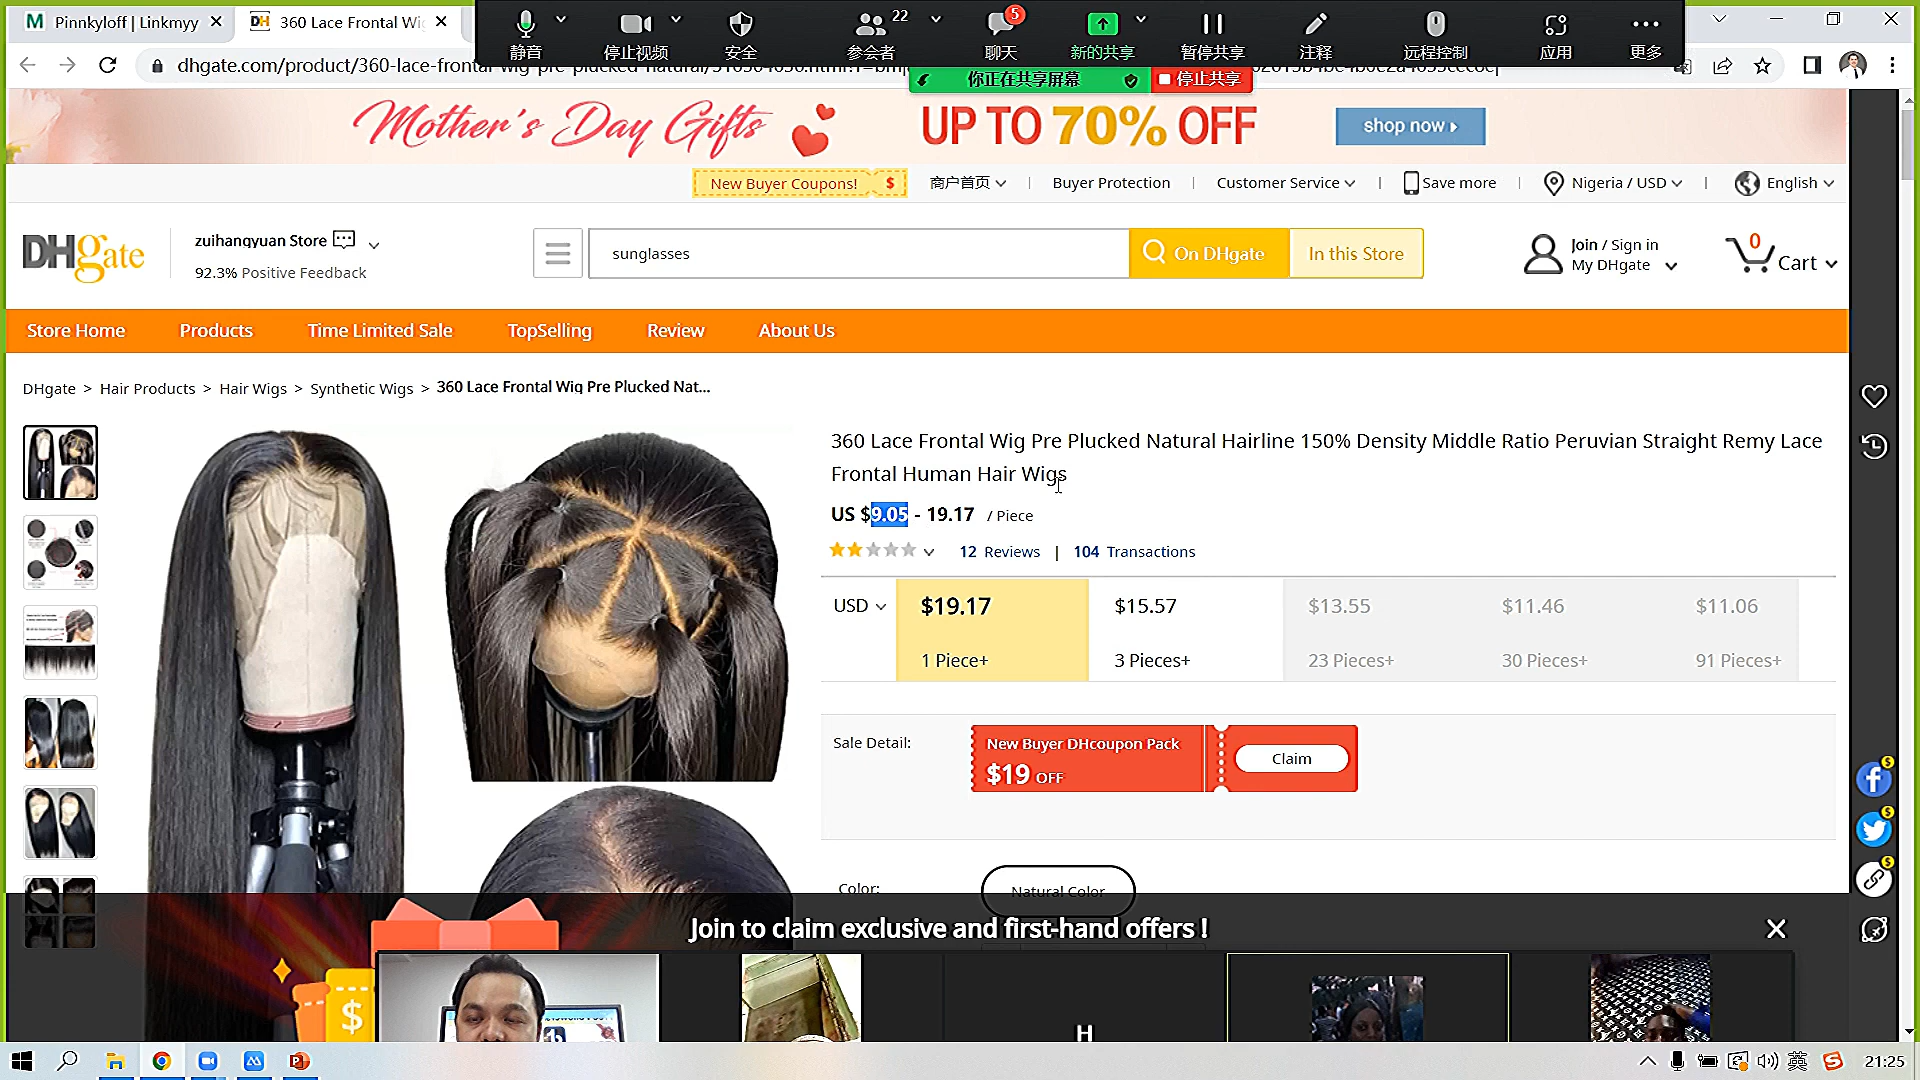 Pinnkyloff | Linkmyy
360 Lace Frontal Wig
静音
停止视频
安全
参会者
22
聊天
5
新的共享
暂停共享
注释
远程控制
应用
更多
你正在共享屏幕
停止共享
Mother's Day Gifts
UP TO 70% OFF
shop now
New Buyer Coupons! $
商户首页
Buyer Protection
Customer Service
Save more
Nigeria / USD
English
DHgate
zuihangyuan Store
92.3% Positive Feedback
sunglasses
On DHgate
In this Store
Join / Sign in
My DHgate
0
Cart
Store Home
Products
Time Limited Sale
TopSelling
Review
About Us
DHgate > Hair Products > Hair Wigs > Synthetic Wigs > 360 Lace Frontal Wig Pre Plucked Nat...
360 Lace Frontal Wig Pre Plucked Natural Hairline 150% Density Middle Ratio Peruvian Straight Remy Lace
Frontal Human Hair Wigs
US $9.05 - 19.17 / Piece
12 Reviews | 104 Transactions
USD
$19.17
$15.57
$13.55
$11.46
$11.06
1 Piece+
3 Pieces+
23 Pieces+
30 Pieces+
91 Pieces+
Sale Detail:
New Buyer DHcoupon Pack
$19 OFF
Claim
Color:
Natural Color
Join to claim exclusive and first-hand offers !
H
英
21:25